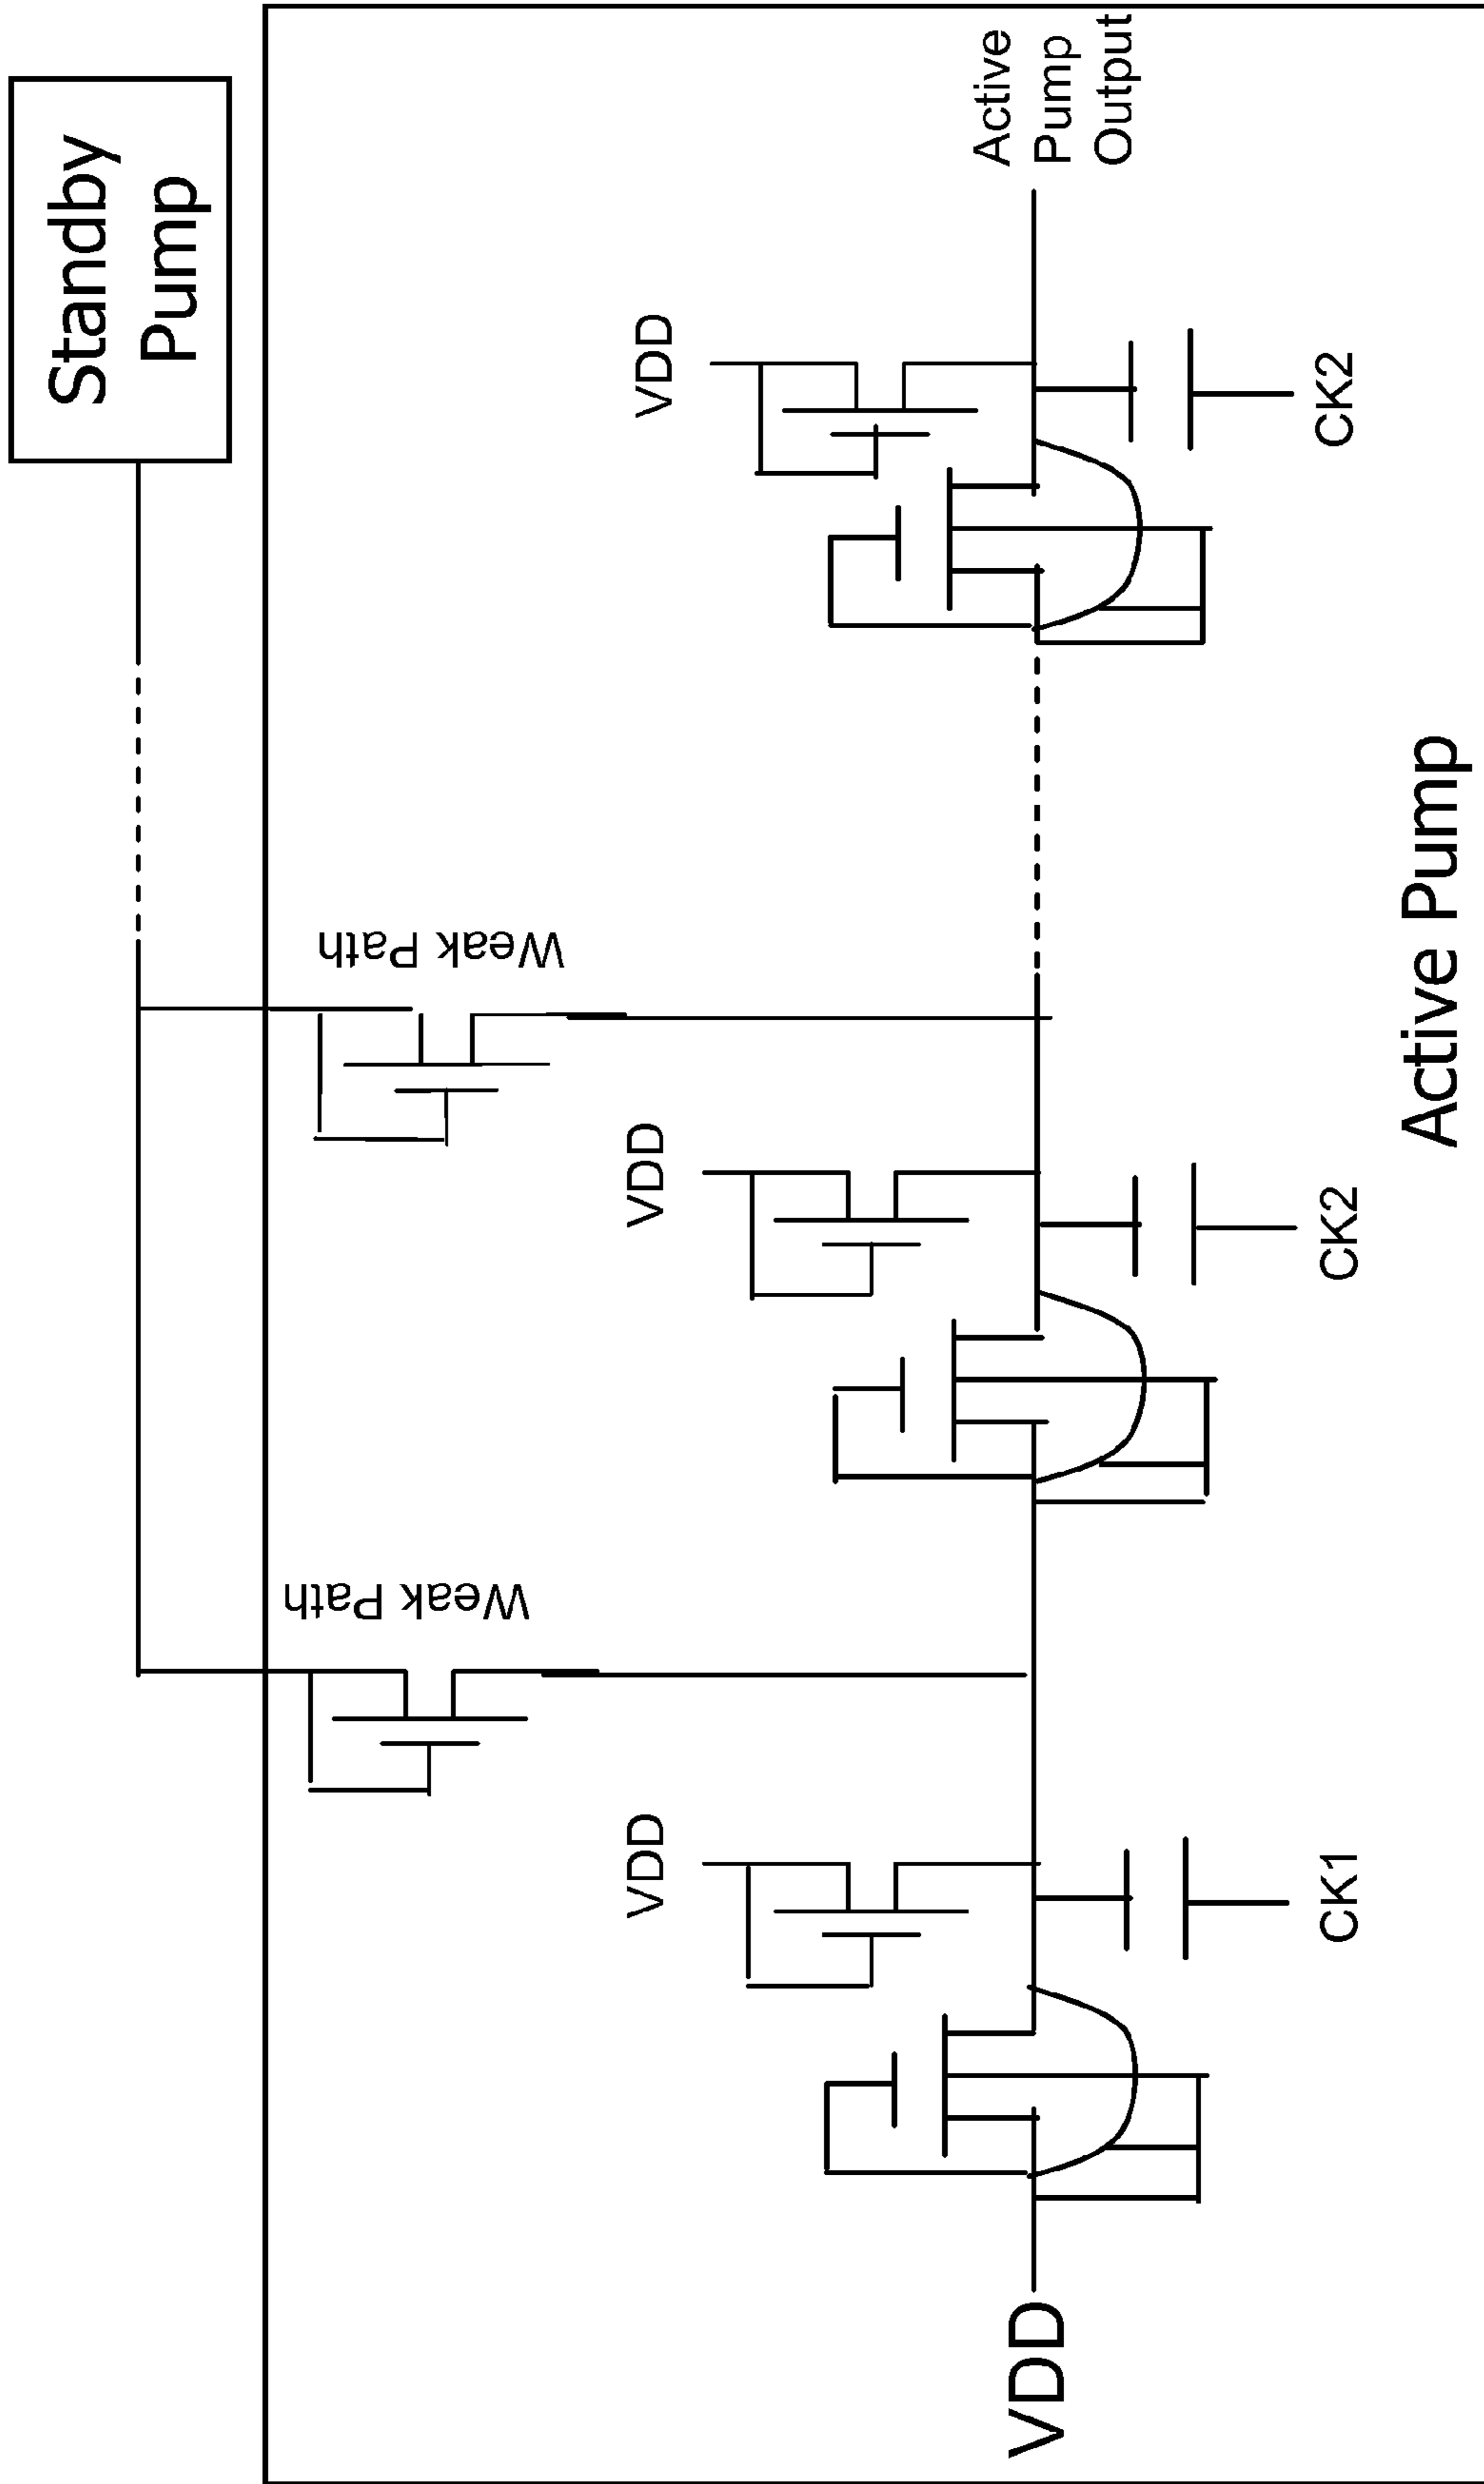 Standby
Pump
Weak Path
Weak Path
VDD
VDD
VDD
Active
Pump
Output
VDD
CK1
CK2
CK2
Active Pump